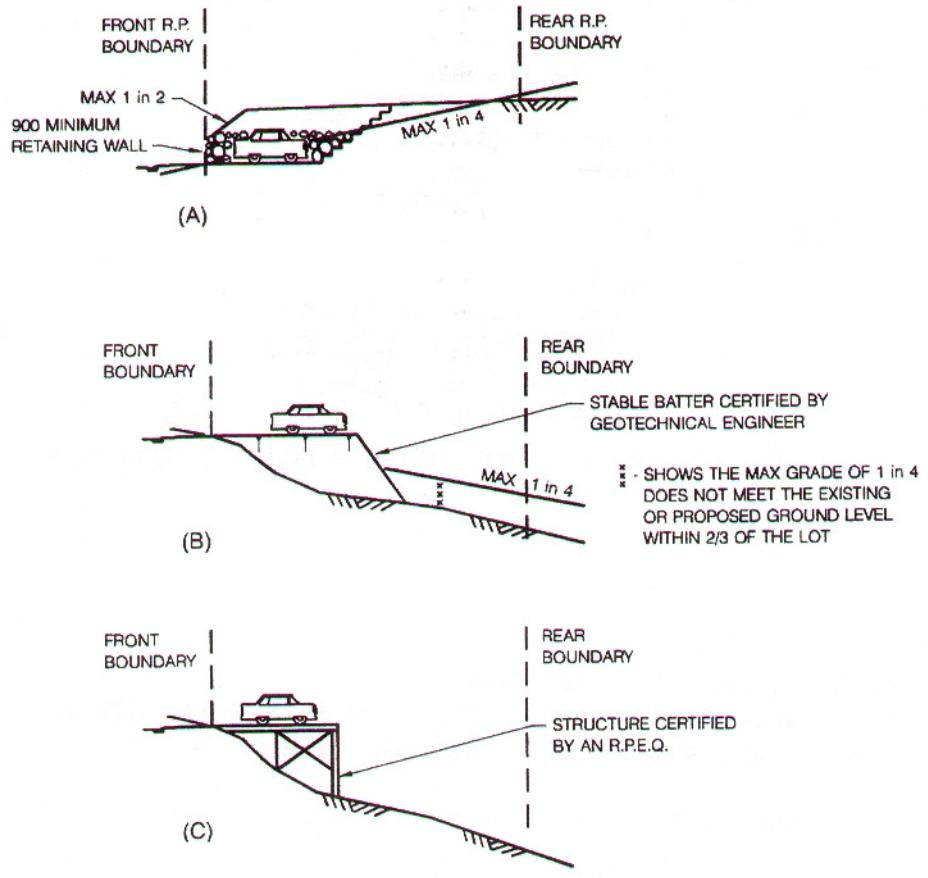 FRONT R.P.
BOUNDARY
REAR R.P.
BOUNDARY
MAX 1 in 2
900 MINIMUM
RETAINING WALL
MAX 1 in 4
(A)
FRONT
BOUNDARY
REAR
BOUNDARY
STABLE BATTER CERTIFIED BY
GEOTECHNICAL ENGINEER
MAX 1 in 4
xxx - SHOWS THE MAX GRADE OF 1 in 4
DOES NOT MEET THE EXISTING
OR PROPOSED GROUND LEVEL
WITHIN 2/3 OF THE LOT
(B)
FRONT
BOUNDARY
REAR
BOUNDARY
STRUCTURE CERTIFIED
BY AN R.P.E.Q.
(C)